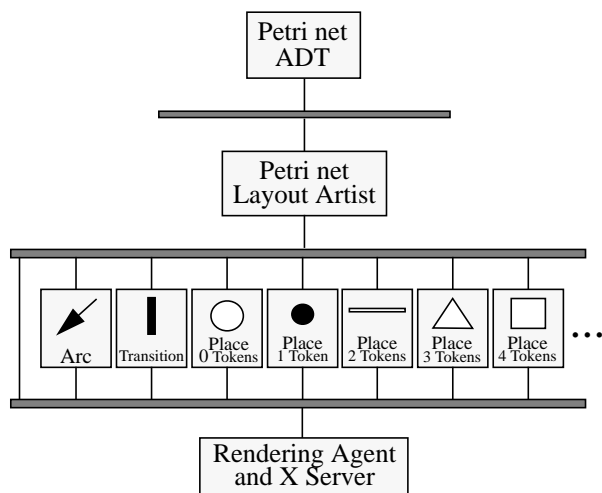 Petri net
ADT
Petri net
Layout Artist
Arc
Transition
Place
0 Tokens
Place
1 Token
Place
2 Tokens
Place
3 Tokens
Place
4 Tokens
...
Rendering Agent
and X Server